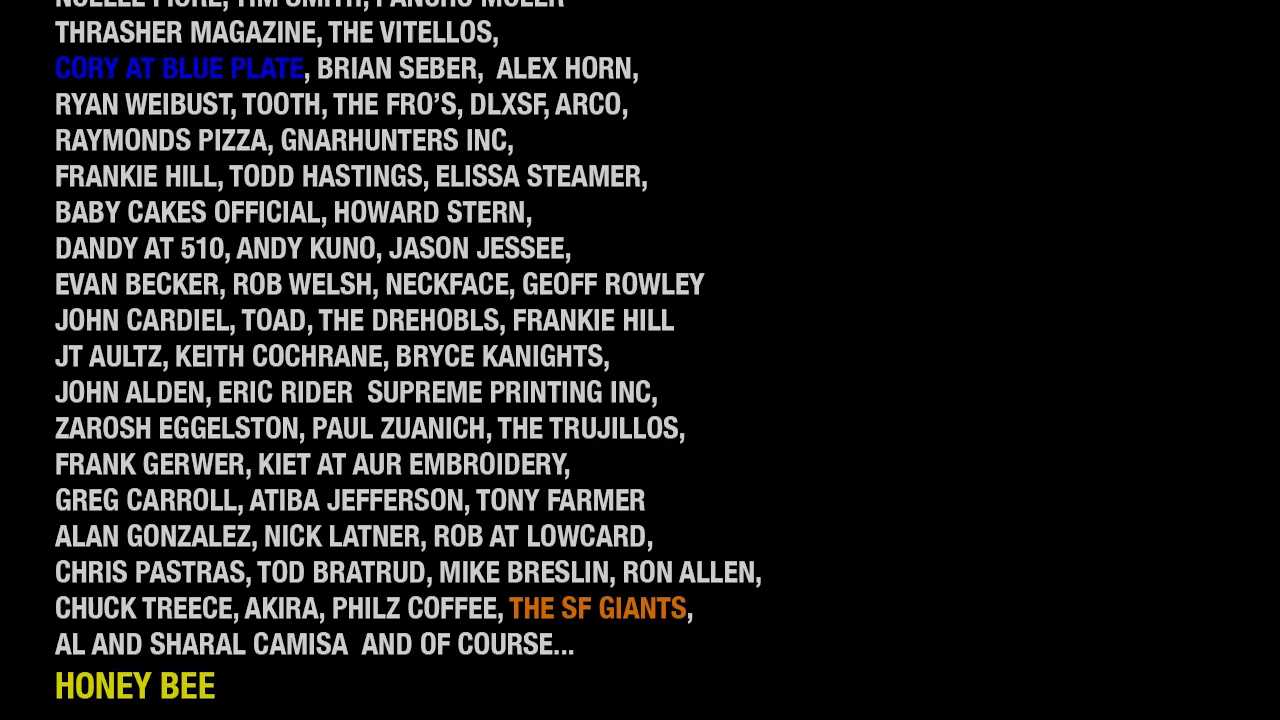 NOELLE FIORE, TIM SMITH, PANCHO MOLER
THRASHER MAGAZINE, THE VITELLOS,
CORY AT BLUE PLATE, BRIAN SEBER,  ALEX HORN,
RYAN WEIBUST, TOOTH, THE FRO'S, DLXSF, ARCO,
RAYMONDS PIZZA, GNARHUNTERS INC,
FRANKIE HILL, TODD HASTINGS, ELISSA STEAMER,
BABY CAKES OFFICIAL, HOWARD STERN,
DANDY AT 510, ANDY KUNO, JASON JESSEE,
EVAN BECKER, ROB WELSH, NECKFACE, GEOFF ROWLEY
JOHN CARDIEL, TOAD, THE DREHOBLS, FRANKIE HILL
JT AULTZ, KEITH COCHRANE, BRYCE KANIGHTS,
JOHN ALDEN, ERIC RIDER  SUPREME PRINTING INC,
ZAROSH EGGELSTON, PAUL ZUANICH, THE TRUJILLOS,
FRANK GERWER, KIET AT AUR EMBROIDERY,
GREG CARROLL, ATIBA JEFFERSON, TONY FARMER
ALAN GONZALEZ, NICK LATNER, ROB AT LOWCARD,
CHRIS PASTRAS, TOD BRATRUD, MIKE BRESLIN, RON ALLEN,
CHUCK TREECE, AKIRA, PHILZ COFFEE, THE SF GIANTS,
AL AND SHARAL CAMISA  AND OF COURSE...
HONEY BEE